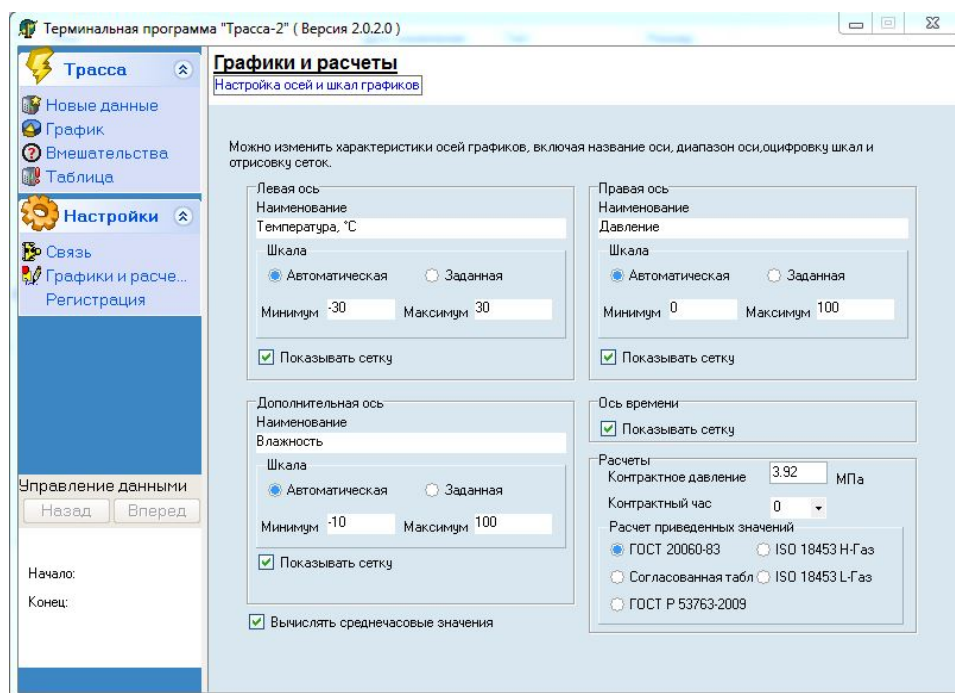 Терминальная программа "Трасса-2" ( Версия 2.0.2.0 )
Трасса
Новые данные
График
Вмешательства
Таблица
Настройки
Связь
Графики и расче...
Регистрация
Управление данными
Назад Вперед
Начало:
Конец:
Графики и расчеты
Настройка осей и шкал графиков
Можно изменить характеристики осей графиков, включая название оси, диапазон оси,оцифровку шкал и
отрисовку сеток.
Левая ось
Наименование
Температура, °C
Шкала
Автоматическая Заданная
Минимум -30 Максимум 30
Показывать сетку
Правая ось
Наименование
Давление
Шкала
Автоматическая Заданная
Минимум 0 Максимум 100
Показывать сетку
Дополнительная ось
Наименование
Влажность
Шкала
Автоматическая Заданная
Минимум -10 Максимум 100
Показывать сетку
Вычислять среднечасовые значения
Ось времени
Показывать сетку
Расчеты
Контрактное давление 3.92 МПа
Контрактный час 0
Расчет приведенных значений
ГОСТ 20060-83 ISO 18453 H-Газ
Согласованная табл ISO 18453 L-Газ
ГОСТ Р 53763-2009